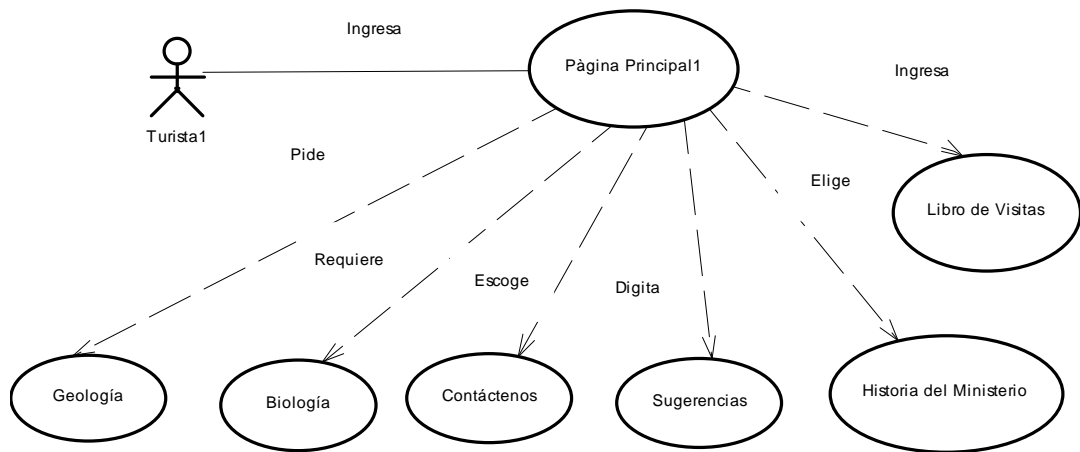 Ingresa
Pàgina Principal1
Ingresa
Turista1
Pide
Elige
Libro de Visitas
Requiere
Escoge
Digita
Geología
Biología
Contáctenos
Sugerencias
Historia del Ministerio